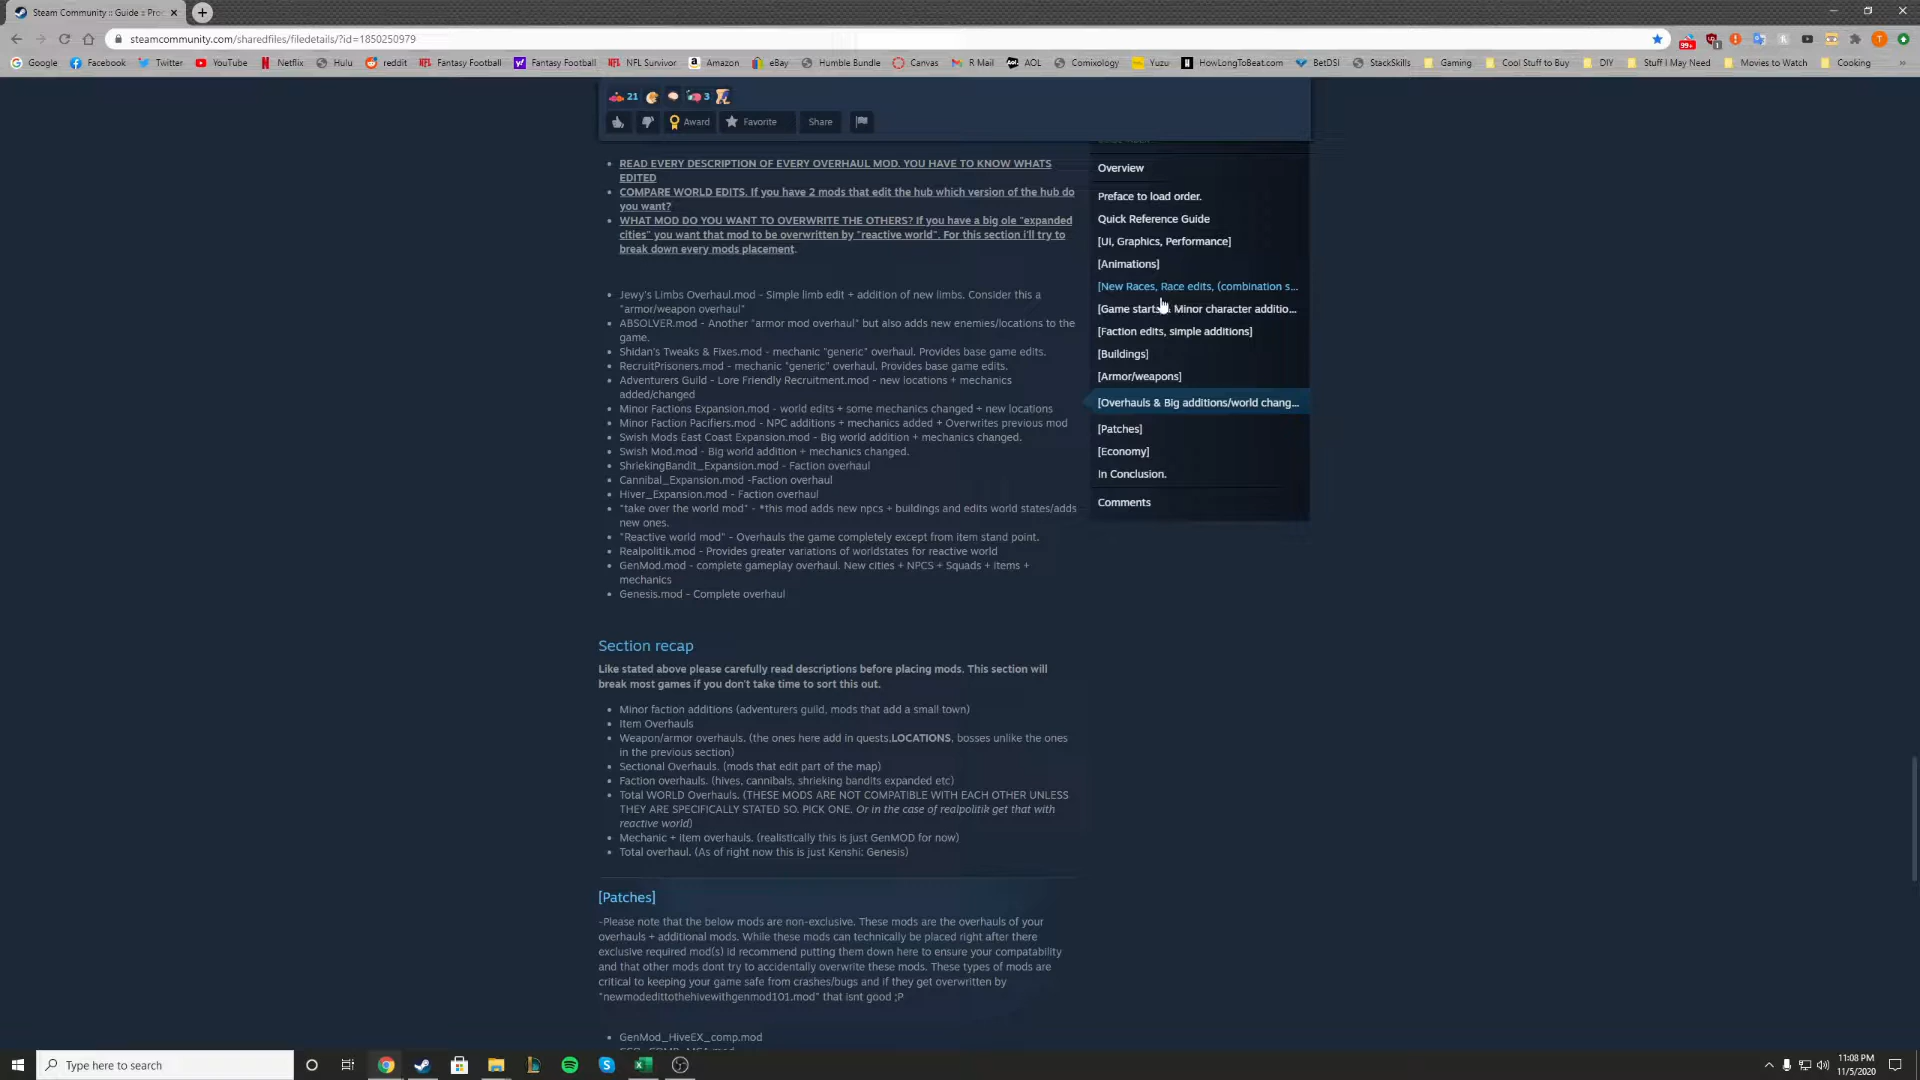 Steam Community :: Guide :: Pro
steamcommunity.com/sharedfiles/filedetails/?id=1850250979
99+
1
T
Google Facebook Twitter YouTube Netflix Hulu reddit Fantasy Football Fantasy Football NFL Survivor Amazon eBay Humble Bundle Canvas R Mail AOL Comixology Yuzu HowLongToBeat.com BetDSI StackSkills Gaming Cool Stuff to Buy DIY Stuff I May Need Movies to Watch Cooking »
21 3
Award Favorite Share
READ EVERY DESCRIPTION OF EVERY OVERHAUL MOD. YOU HAVE TO KNOW WHATS
EDITED
COMPARE WORLD EDITS. If you have 2 mods that edit the hub which version of the hub do
you want?
WHAT MOD DO YOU WANT TO OVERWRITE THE OTHERS? If you have a big ole "expanded
cities" you want that mod to be overwritten by "reactive world". For this section i'll try to
break down every mods placement.
Jewy's Limbs Overhaul.mod - Simple limb edit + addition of new limbs. Consider this a
"armor/weapon overhaul"
ABSOLVER.mod - Another "armor mod overhaul" but also adds new enemies/locations to the
game.
Shidan's Tweaks & Fixes.mod - mechanic "generic" overhaul. Provides base game edits.
RecruitPrisoners.mod - mechanic "generic" overhaul. Provides base game edits.
Adventurers Guild - Lore Friendly Recruitment.mod - new locations + mechanics
added/changed
Minor Factions Expansion.mod - world edits + some mechanics changed + new locations
Minor Faction Pacifiers.mod - NPC additions + mechanics added + Overwrites previous mod
Swish Mods East Coast Expansion.mod - Big world addition + mechanics changed.
Swish Mod.mod - Big world addition + mechanics changed.
ShriekingBandit_Expansion.mod - Faction overhaul
Cannibal_Expansion.mod -Faction overhaul
Hiver_Expansion.mod - Faction overhaul
"take over the world mod" - *this mod adds new npcs + buildings and edits world states/adds
new ones.
"Reactive world mod" - Overhauls the game completely except from item stand point.
Realpolitik.mod - Provides greater variations of worldstates for reactive world
GenMod.mod - complete gameplay overhaul. New cities + NPCS + Squads + Items +
mechanics
Genesis.mod - Complete overhaul
Section recap
Like stated above please carefully read descriptions before placing mods. This section will
break most games if you don't take time to sort this out.
Minor faction additions (adventurers guild, mods that add a small town)
Item Overhauls
Weapon/armor overhauls. (the ones here add in quests,LOCATIONS, bosses unlike the ones
in the previous section)
Sectional Overhauls. (mods that edit part of the map)
Faction overhauls. (hives, cannibals, shrieking bandits expanded etc)
Total WORLD Overhauls. (THESE MODS ARE NOT COMPATIBLE WITH EACH OTHER UNLESS
THEY ARE SPECIFICALLY STATED SO. PICK ONE. Or in the case of realpolitik get that with
reactive world)
Mechanic + item overhauls. (realistically this is just GenMOD for now)
Total overhaul. (As of right now this is just Kenshi: Genesis)
[Patches]
-Please note that the below mods are non-exclusive. These mods are the overhauls of your
overhauls + additional mods. While these mods can technically be placed right after there
exclusive required mod(s) id recommend putting them down here to ensure your compatability
and that other mods dont try to accidentally overwrite these mods. These types of mods are
critical to keeping your game safe from crashes/bugs and if they get overwritten by
"newmodedittothehivewithgenmod101.mod" that isnt good ;P
GenMod_HiveEX_comp.mod
Overview
Preface to load order.
Quick Reference Guide
[UI, Graphics, Performance]
[Animations]
[New Races, Race edits, (combination s...
[Game starts, Minor character additio...
[Faction edits, simple additions]
[Buildings]
[Armor/weapons]
[Overhauls & Big additions/world chang...
[Patches]
[Economy]
In Conclusion.
Comments
Type here to search
11:08 PM
11/5/2020